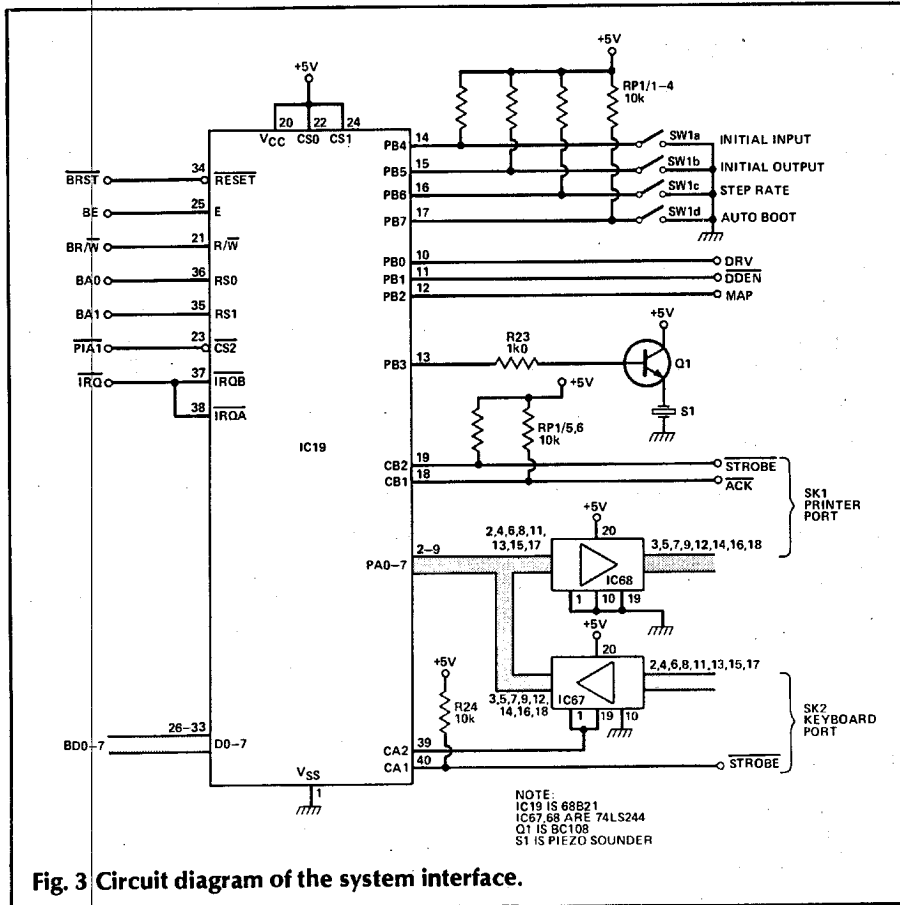 +5V
+5V
RP1/1-4
10k
20 22 24
VCC CS0 CS1
PB4 14 SW1a INITIAL INPUT
PB5 15 SW1b INITIAL OUTPUT
PB6 16 SW1c STEP RATE
PB7 17 SW1d AUTO BOOT
BRST 34 RESET
BE 25 E
BR/W 21 R/W
BA0 36 RS0
BA1 35 RS1
PIA1 23 CS2
IRQ 37 IRQB
38 IRQA
PB0 10 DRV
PB1 11 DDEN
PB2 12 MAP
+5V
R23
1k0
PB3 13
Q1
S1
+5V
RP1/5,6
10k
IC19
CB2 19 STROBE
CB1 18 ACK
SK1
PRINTER
PORT
+5V
20
2,4,6,8,11,
13,15,17
3,5,7,9,12,14,16,18
PA0-7 2-9
IC68
1 10 19
+5V
20
2,4,6,8,11,13,15,17
3,5,7,9,12,
14,16,18
IC67
1 19 10
+5V
R24
10k
SK2
KEYBOARD
PORT
BD0-7 26-33 D0-7
CA2 39
CA1 40 STROBE
VSS
1
NOTE:
IC19 IS 68B21
IC67,68 ARE 74LS244
Q1 IS BC108
S1 IS PIEZO SOUNDER
Fig. 3 Circuit diagram of the system interface.